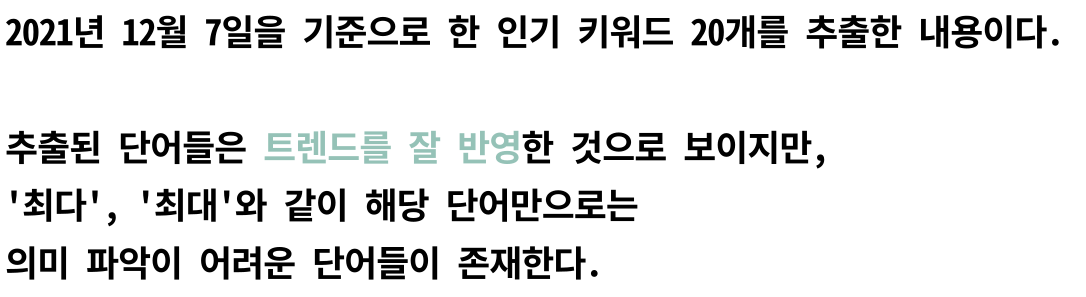 2021년 12월 7일을 기준으로 한 인기 키워드 20개를 추출한 내용이다.
추출된 단어들은 트렌드를 잘 반영한 것으로 보이지만,
'최다', '최대'와 같이 해당 단어만으로는
의미 파악이 어려운 단어들이 존재한다.